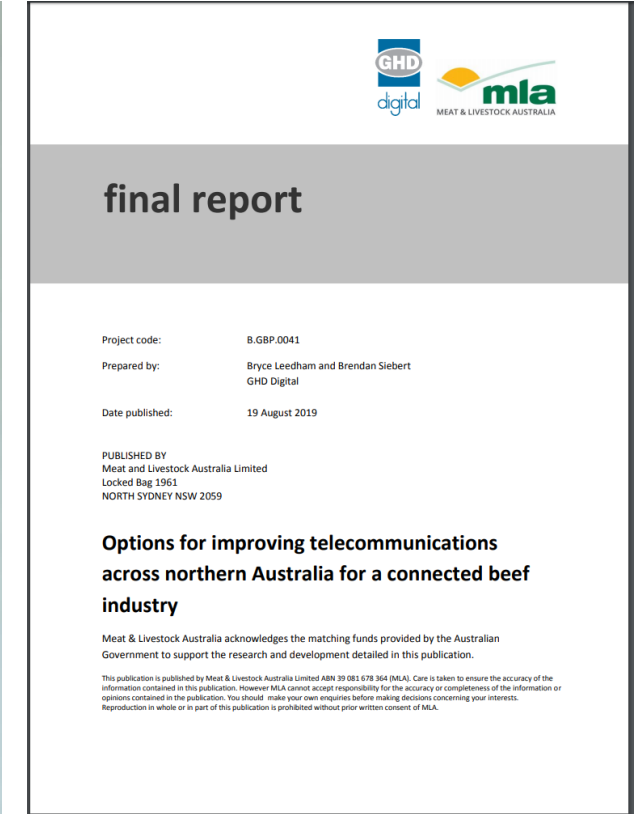 GHD
digital
mla
MEAT & LIVESTOCK AUSTRALIA
final report
Project code: B.GBP.0041
Prepared by: Bryce Leedham and Brendan Siebert
GHD Digital
Date published: 19 August 2019
PUBLISHED BY
Meat and Livestock Australia Limited
Locked Bag 1961
NORTH SYDNEY NSW 2059
Options for improving telecommunications
across northern Australia for a connected beef
industry
Meat & Livestock Australia acknowledges the matching funds provided by the Australian
Government to support the research and development detailed in this publication.
This publication is published by Meat & Livestock Australia Limited ABN 39 081 678 364 (MLA). Care is taken to ensure the accuracy of the
information contained in this publication. However MLA cannot accept responsibility for the accuracy or completeness of the information or
opinions contained in the publication. You should make your own enquiries before making decisions concerning your interests.
Reproduction in whole or in part of this publication is prohibited without prior written consent of MLA.